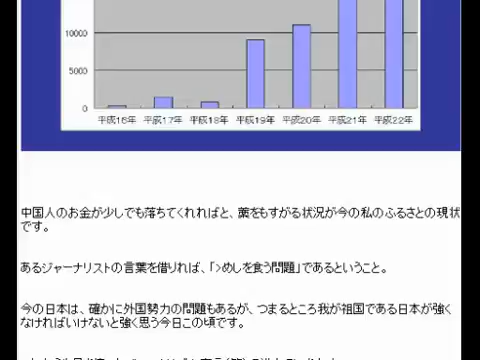 10000
5000
0
平成16年 平成17年 平成18年 平成19年 平成20年 平成21年 平成22年
中国人のお金が少しでも落ちてくれればと、藁をもすがる状況が今の私のふるさとの現状
です。
あるジャーナリストの言葉を借りれば、「>めしを食う問題」であるということ。
今の日本は、確かに外国勢力の問題もあるが、つまるところ我が祖国である日本が強く
なければいけないと強く思う今日この頃です。